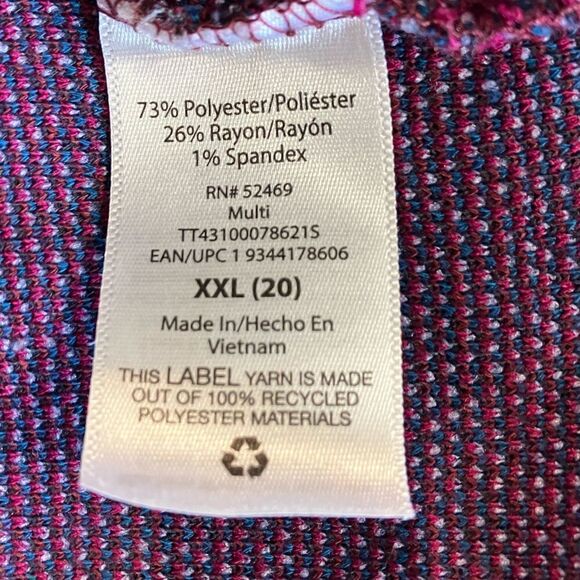 73% Polyester/Poliéster
26% Rayon/Rayón
1% Spandex
RN# 52469
Multi
TT43100078621S
EAN/UPC 1 9344178606
XXL (20)
Made In/Hecho En
Vietnam
THIS LABEL YARN IS MADE
OUT OF 100% RECYCLED
POLYESTER MATERIALS